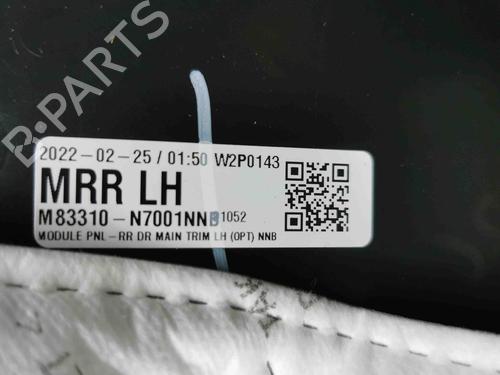 B-PARTS
2022-02-25 / 01:50 W2P0143
MRR LH
M83310-N7001NNB 1052
MODULE PNL-RR DR MAIN TRIM LH (OPT) NNB